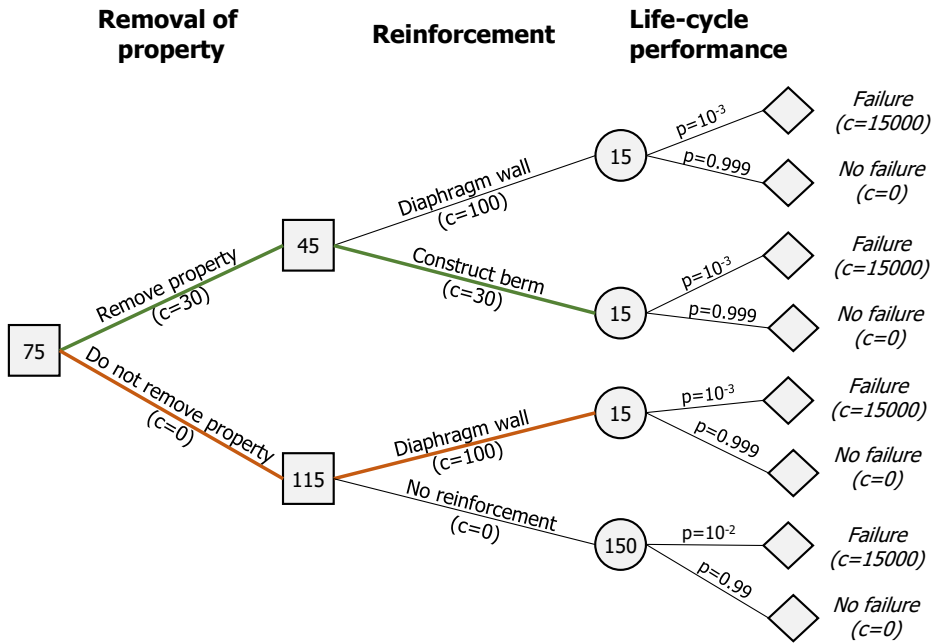 Removal of
property
Reinforcement
Life-cycle
performance
Failure
(c=15000)
p=10-3
15
p=0.999
No failure
(c=0)
Diaphragm wall
(c=100)
45
Remove property
(c=30)
Construct berm
(c=30)
Failure
(c=15000)
p=10-3
15
p=0.999
No failure
(c=0)
75
Do not remove property
(c=0)
Failure
(c=15000)
p=10-3
15
p=0.999
No failure
(c=0)
Diaphragm wall
(c=100)
115
No reinforcement
(c=0)
Failure
(c=15000)
p=10-2
150
p=0.99
No failure
(c=0)